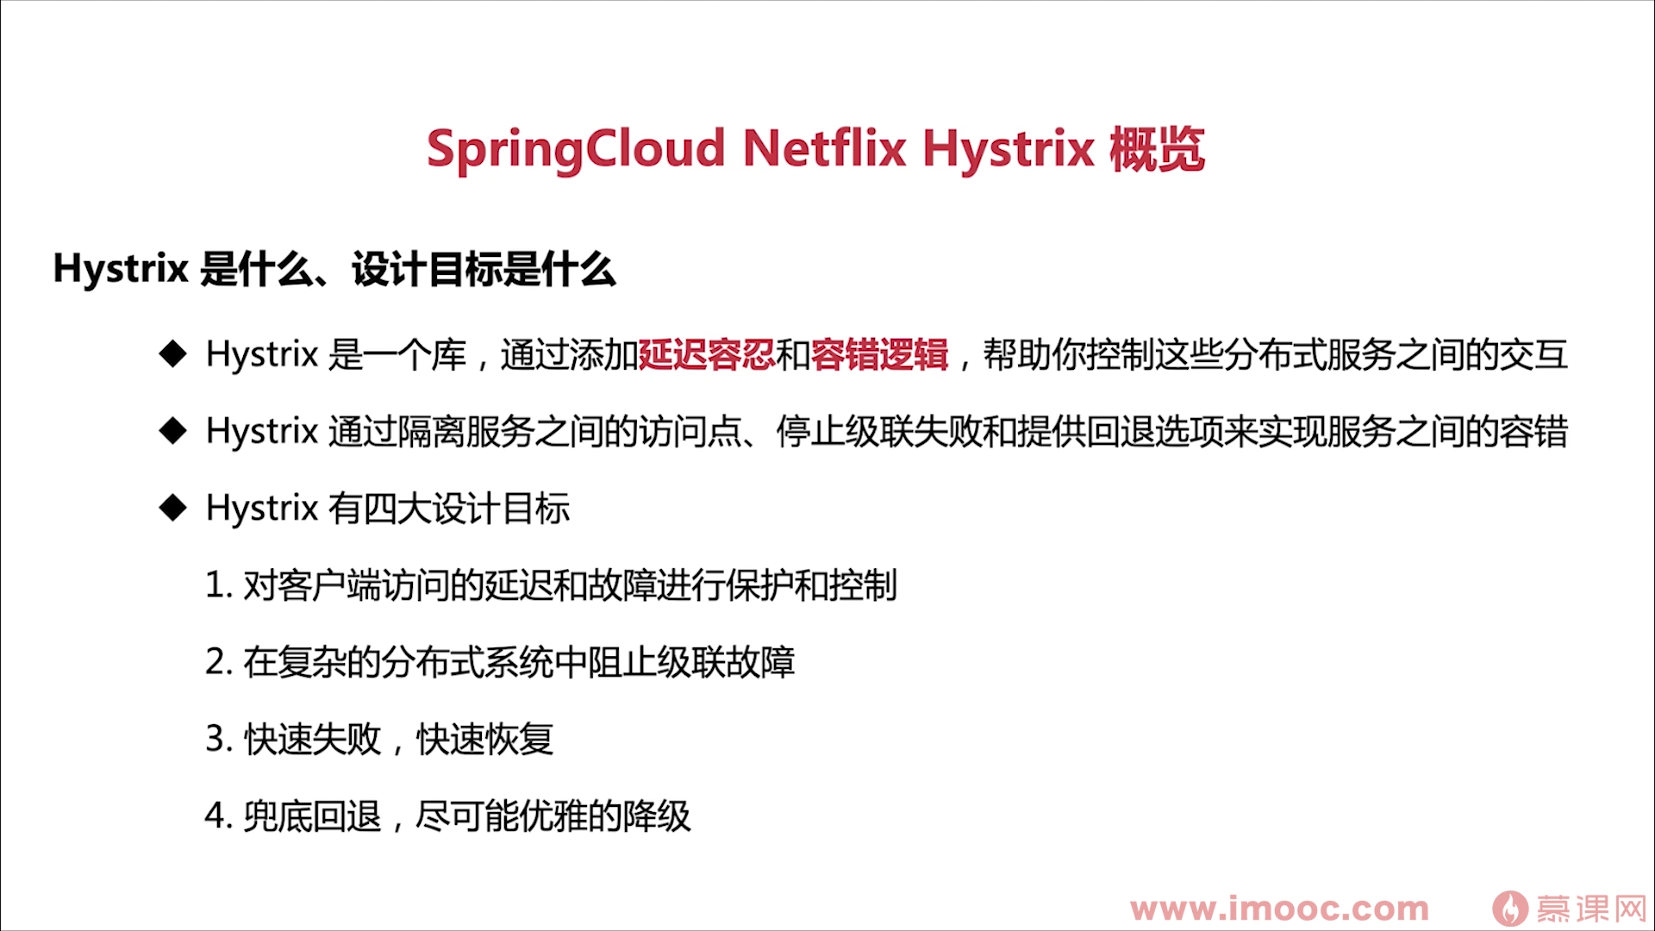 SpringCloud Netflix Hystrix 概览
Hystrix 是什么、设计目标是什么
◆ Hystrix 是一个库，通过添加延迟容忍和容错逻辑，帮助你控制这些分布式服务之间的交互
◆ Hystrix 通过隔离服务之间的访问点、停止级联失败和提供回退选项来实现服务之间的容错
◆ Hystrix 有四大设计目标
1. 对客户端访问的延迟和故障进行保护和控制
2. 在复杂的分布式系统中阻止级联故障
3. 快速失败，快速恢复
4. 兜底回退，尽可能优雅的降级
www.imooc.com 慕课网